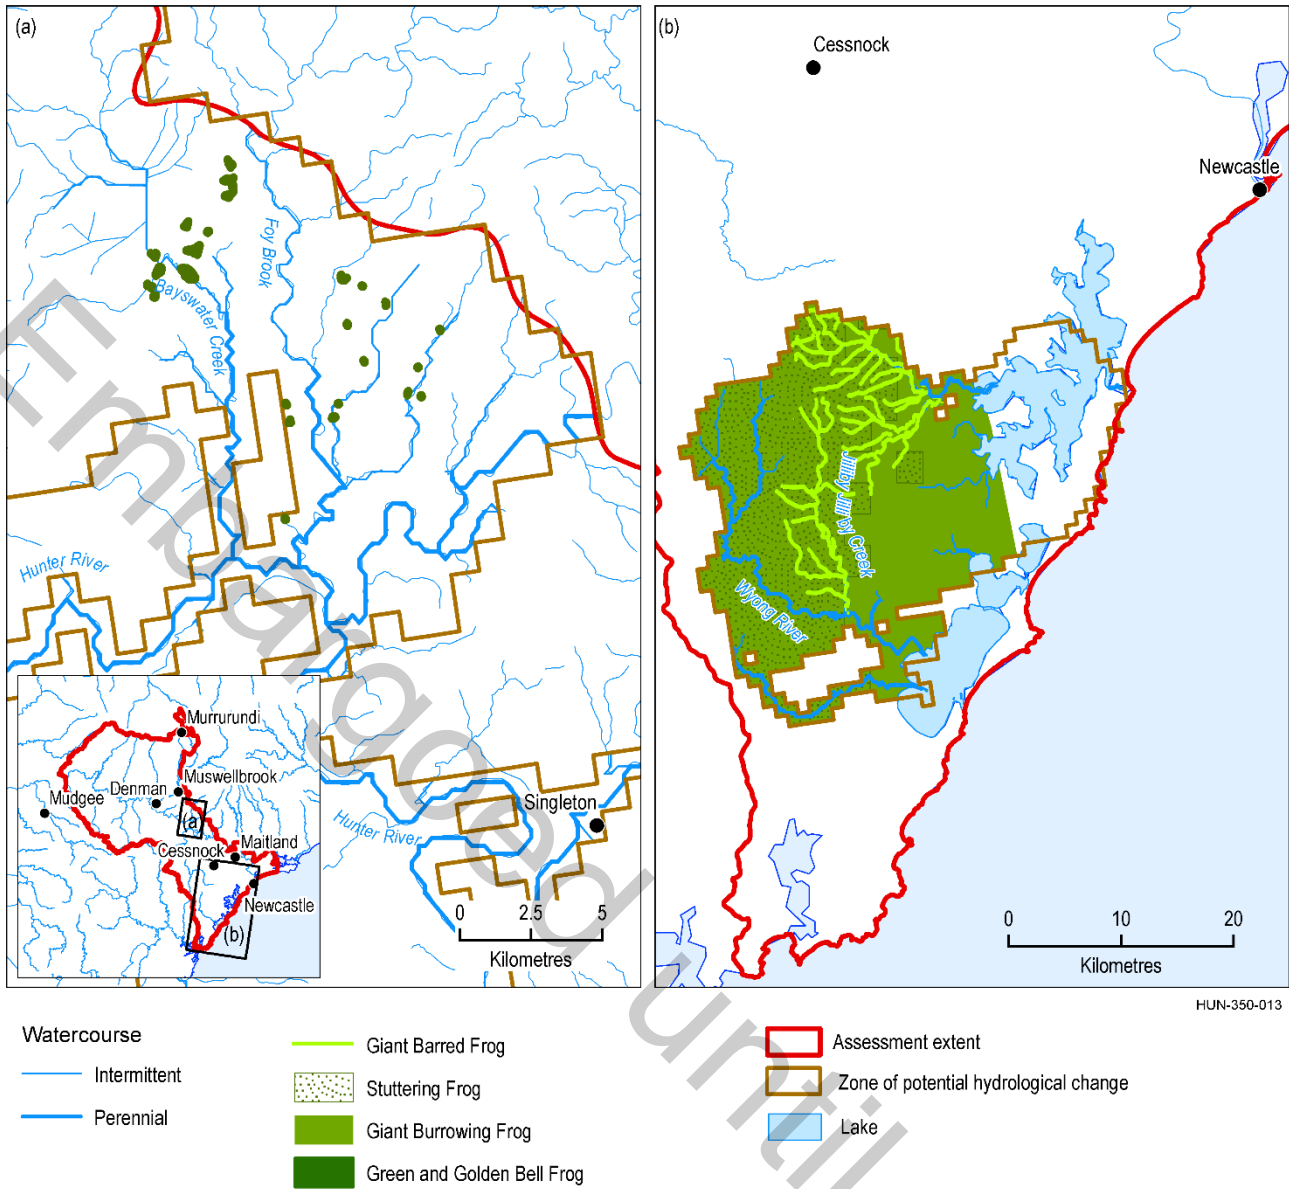 (a)
Foy Brook
Bayswater Creek
Hunter River
Hunter River
Singleton
0 2.5 5
Kilometres
Murrurundi
Muswellbrook
Denman
Mudgee
(a)
Maitland
Cessnock
Newcastle
(b)
(b)
Cessnock
Newcastle
Jilliby Jilliby Creek
Wyong River
0 10 20
Kilometres
HUN-350-013
Watercourse
Intermittent
Perennial
Giant Barred Frog
Stuttering Frog
Giant Burrowing Frog
Green and Golden Bell Frog
Assessment extent
Zone of potential hydrological change
Lake
Embargoed until